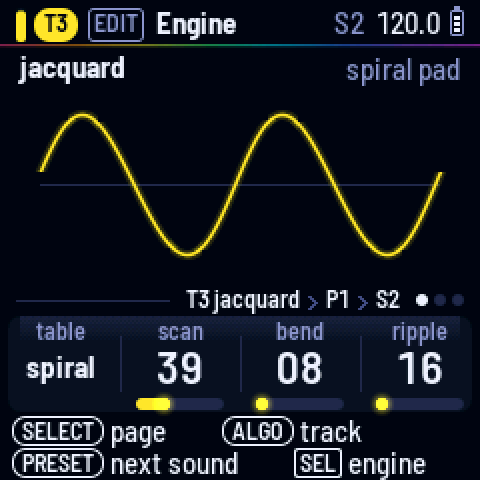 T3 EDIT Engine S2 120.0
jacquard spiral pad
T3 jacquard > P1 > S2
table scan bend ripple
spiral 39 08 16
SELECT page ALGO track
PRESET next sound SEL engine